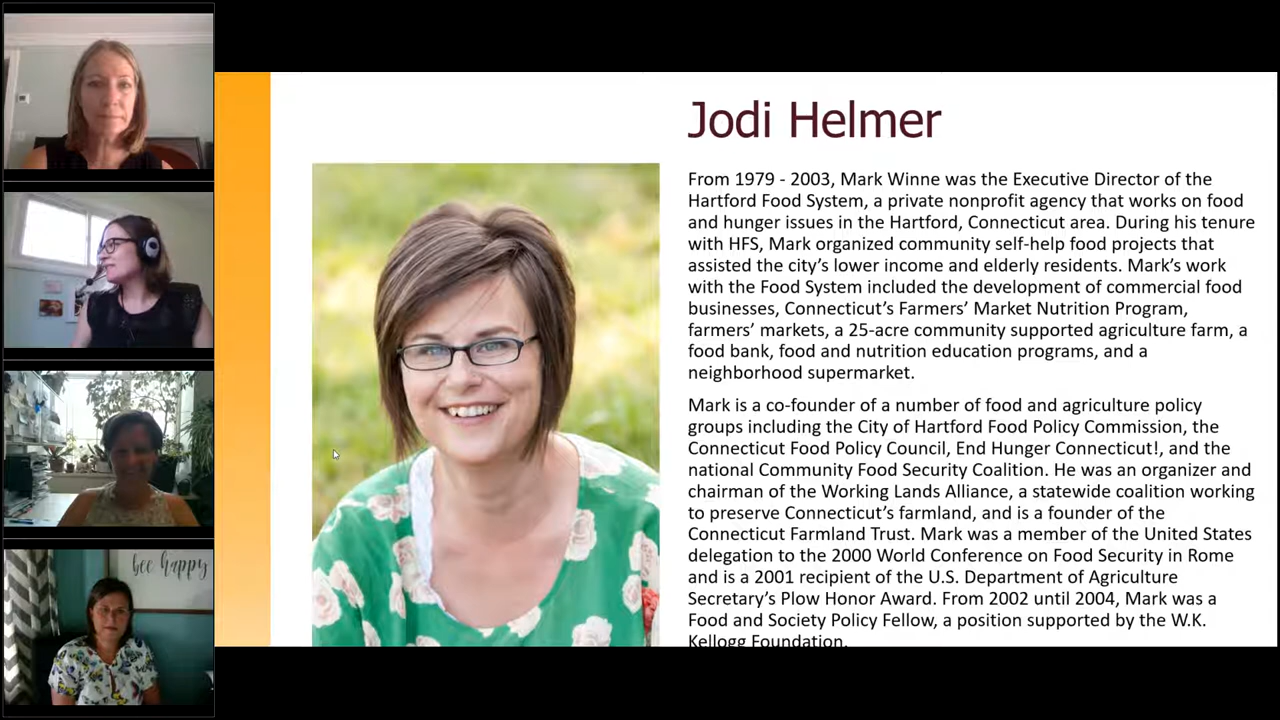 Jodi Helmer
From 1979 - 2003, Mark Winne was the Executive Director of the
Hartford Food System, a private nonprofit agency that works on food
and hunger issues in the Hartford, Connecticut area. During his tenure
with HFS, Mark organized community self-help food projects that
assisted the city's lower income and elderly residents. Mark's work
with the Food System included the development of commercial food
businesses, Connecticut's Farmers' Market Nutrition Program,
farmers' markets, a 25-acre community supported agriculture farm, a
food bank, food and nutrition education programs, and a
neighborhood supermarket.
Mark is a co-founder of a number of food and agriculture policy
groups including the City of Hartford Food Policy Commission, the
Connecticut Food Policy Council, End Hunger Connecticut!, and the
national Community Food Security Coalition. He was an organizer and
chairman of the Working Lands Alliance, a statewide coalition working
to preserve Connecticut's farmland, and is a founder of the
Connecticut Farmland Trust. Mark was a member of the United States
delegation to the 2000 World Conference on Food Security in Rome
and is a 2001 recipient of the U.S. Department of Agriculture
Secretary's Plow Honor Award. From 2002 until 2004, Mark was a
Food and Society Policy Fellow, a position supported by the W.K.
Kellogg Foundation.
bee happy